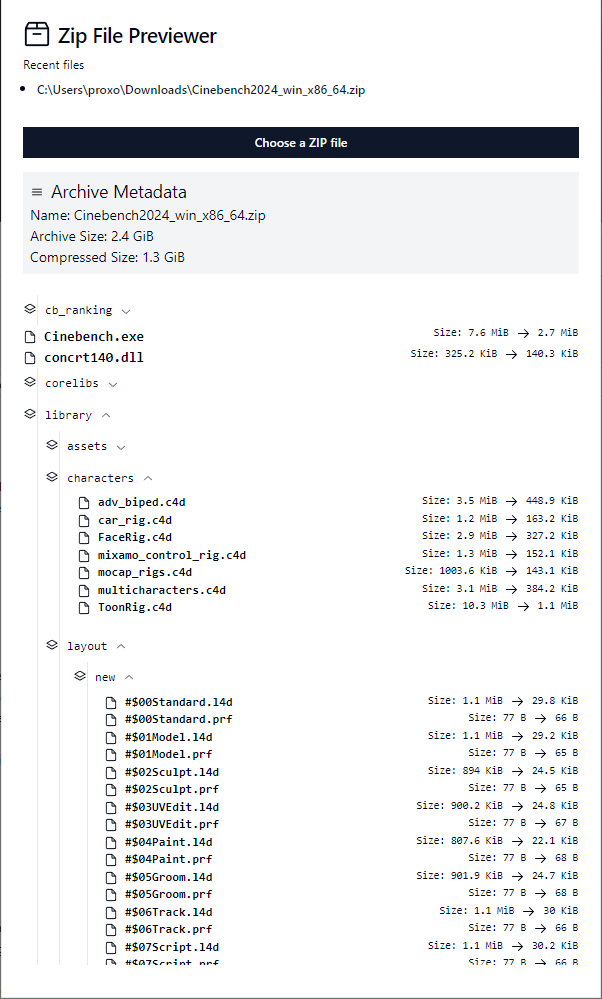 Zip File Previewer
Recent files
C:\Users\proxo\Downloads\Cinebench2024_win_x86_64.zip
Choose a ZIP file
Archive Metadata
Name: Cinebench2024_win_x86_64.zip
Archive Size: 2.4 GiB
Compressed Size: 1.3 GiB
cb_ranking
Cinebench.exe Size: 7.6 MiB → 2.7 MiB
concrt140.dll Size: 325.2 KiB → 140.3 KiB
corelibs
library
assets
characters
adv_biped.c4d Size: 3.5 MiB → 448.9 KiB
car_rig.c4d Size: 1.2 MiB → 163.2 KiB
FaceRig.c4d Size: 2.9 MiB → 327.2 KiB
mixamo_control_rig.c4d Size: 1.3 MiB → 152.1 KiB
mocap_rigs.c4d Size: 1003.6 KiB → 143.1 KiB
multicharacters.c4d Size: 3.1 MiB → 384.2 KiB
ToonRig.c4d Size: 10.3 MiB → 1.1 MiB
layout
new
#$00Standard.l4d Size: 1.1 MiB → 29.8 KiB
#$00Standard.prf Size: 77 B → 66 B
#$01Model.l4d Size: 1.1 MiB → 29.2 KiB
#$01Model.prf Size: 77 B → 65 B
#$02Sculpt.l4d Size: 894 KiB → 24.5 KiB
#$02Sculpt.prf Size: 77 B → 65 B
#$03UVEdit.l4d Size: 900.2 KiB → 24.8 KiB
#$03UVEdit.prf Size: 77 B → 67 B
#$04Paint.l4d Size: 807.6 KiB → 22.1 KiB
#$04Paint.prf Size: 77 B → 68 B
#$05Groom.l4d Size: 901.9 KiB → 24.7 KiB
#$05Groom.prf Size: 77 B → 68 B
#$06Track.l4d Size: 1.1 MiB → 30 KiB
#$06Track.prf Size: 77 B → 66 B
#$07Script.l4d Size: 1.1 MiB → 30.2 KiB
#$07Script.prf Size: 77 B → 66 B